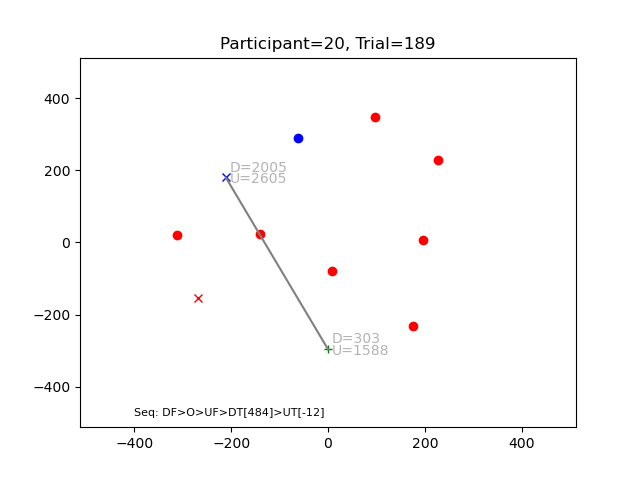 Participant=20, Trial=189
400
200
0
−200
−400
D=2005
U=2605
D=303
U=1588
Seq: DF>O>UF>DT[484]>UT[-12]
−400
−200
0
200
400